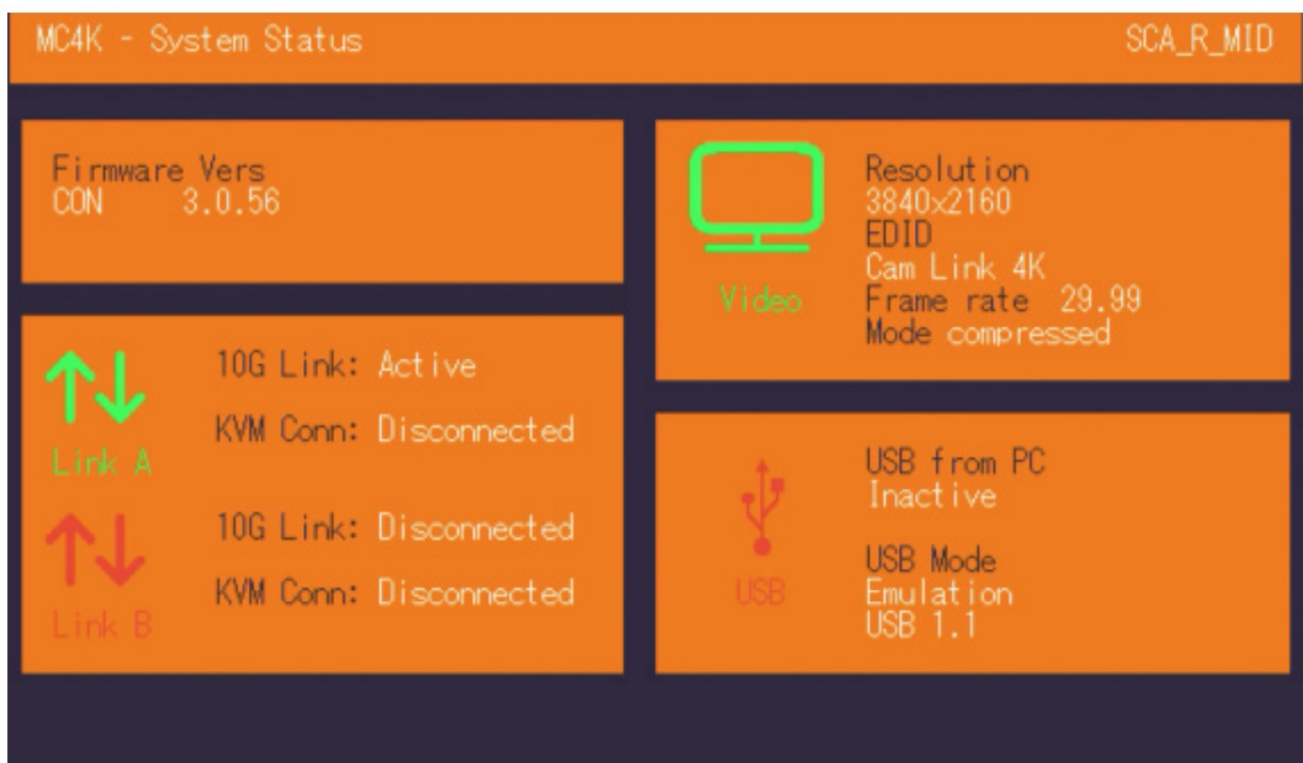 MC4K - System Status
SCA_R_MID
Firmware Vers
CON 3.0.56
10G Link: Active
KVM Conn: Disconnected
Link A
10G Link: Disconnected
KVM Conn: Disconnected
Link B
Video
Resolution
3840x2160
EDID
Cam Link 4K
Frame rate 29.99
Mode compressed
USB
USB from PC
Inactive
USB Mode
Emulation
USB 1.1